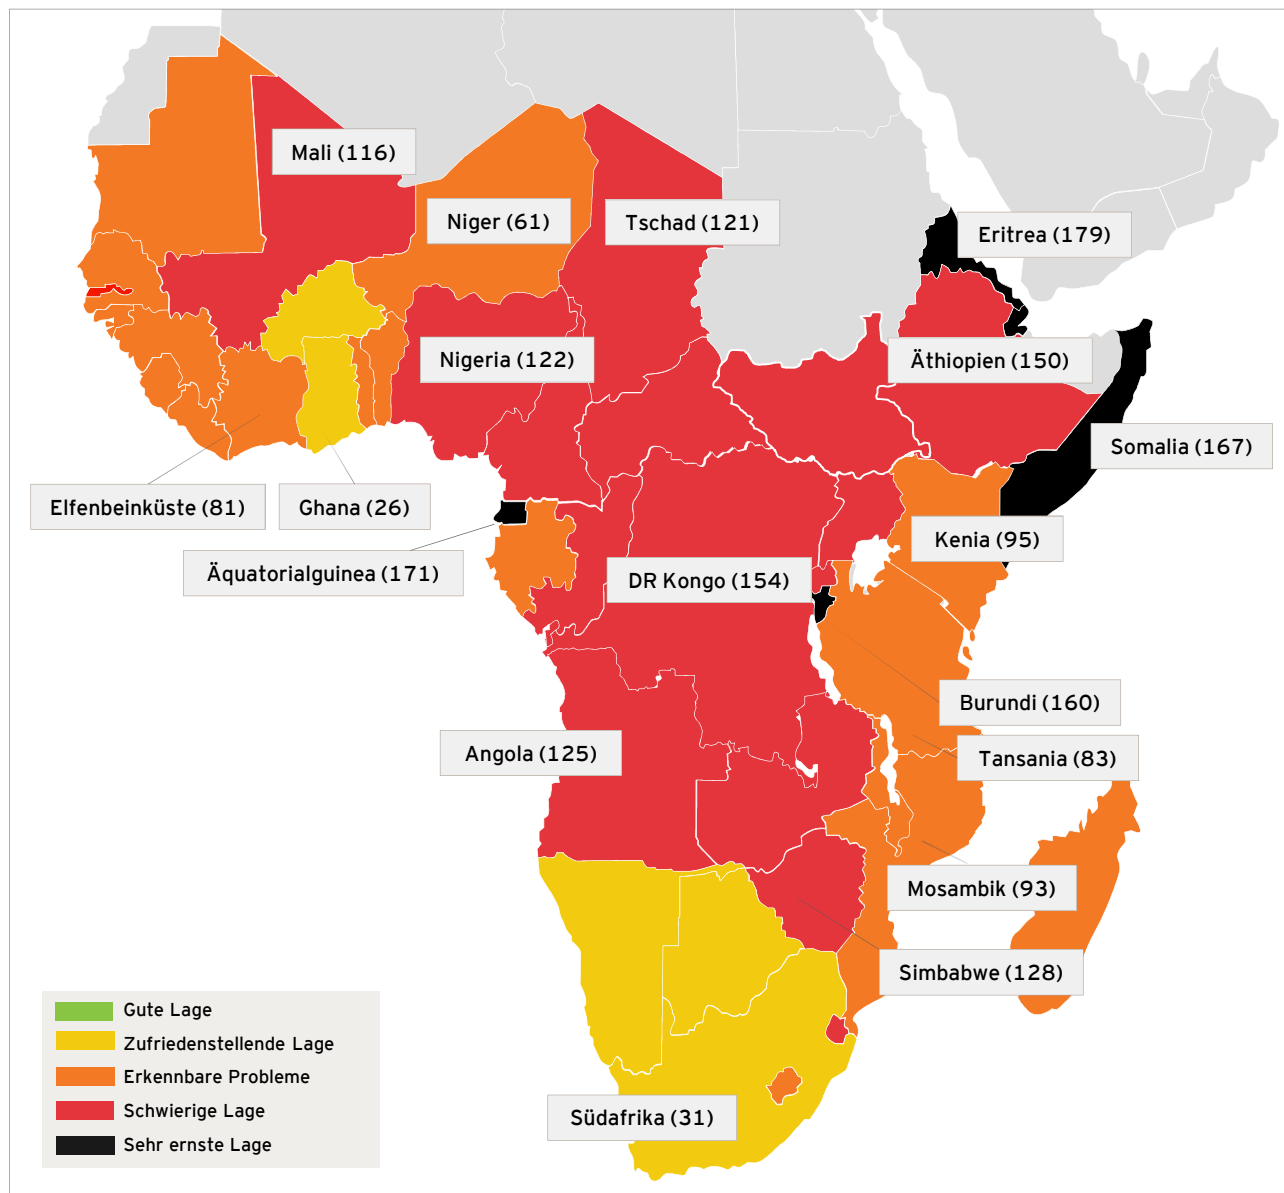 Mali (116)
Niger (61)
Tschad (121)
Eritrea (179)
Nigeria (122)
Äthiopien (150)
Somalia (167)
Elfenbeinküste (81)
Ghana (26)
Kenia (95)
Äquatorialguinea (171)
DR Kongo (154)
Burundi (160)
Angola (125)
Tansania (83)
Mosambik (93)
Simbabwe (128)
Südafrika (31)
Gute Lage
Zufriedenstellende Lage
Erkennbare Probleme
Schwierige Lage
Sehr ernste Lage